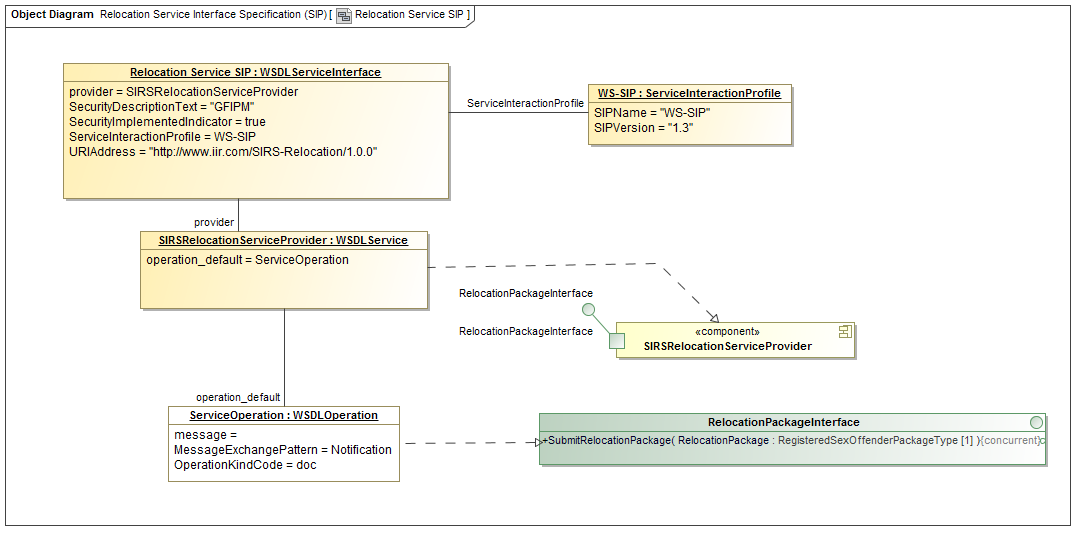 Object Diagram Relocation Service Interface Specification (SIP) [ Relocation Service SIP ]
Relocation Service SIP : WSDLServiceInterface
provider = SIRSRelocationServiceProvider
SecurityDescriptionText = "GFIPM"
SecurityImplementedIndicator = true
ServiceInteractionProfile = WS-SIP
URIAddress = "http://www.iir.com/SIRS-Relocation/1.0.0"
ServiceInteractionProfile
WS-SIP : ServiceInteractionProfile
SIPName = "WS-SIP"
SIPVersion = "1.3"
provider
SIRSRelocationServiceProvider : WSDLService
operation_default = ServiceOperation
RelocationPackageInterface
RelocationPackageInterface
«component»
SIRSRelocationServiceProvider
operation_default
ServiceOperation : WSDLOperation
message =
MessageExchangePattern = Notification
OperationKindCode = doc
RelocationPackageInterface
+SubmitRelocationPackage( RelocationPackage : RegisteredSexOffenderPackageType [1] ){concurrent}c